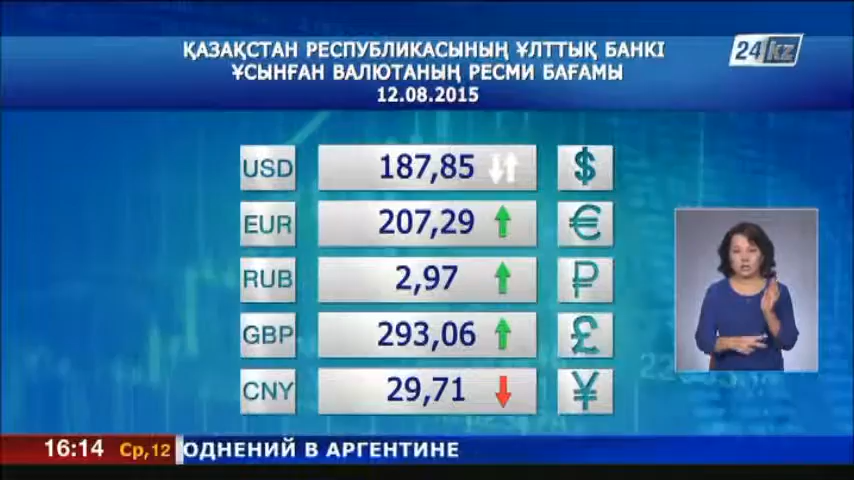 ҚАЗАҚСТАН РЕСПУБЛИКАСЫНЫҢ ҰЛТТЫҚ БАНКІ
ҰСЫНҒАН ВАЛЮТАНЫҢ РЕСМИ БАҒАМЫ
12.08.2015
24kz
USD 187,85 $
EUR 207,29 €
RUB 2,97 ₽
GBP 293,06 £
CNY 29,71 ¥
16:14 Ср,12 ОДНЕНИЙ В АРГЕНТИНЕ